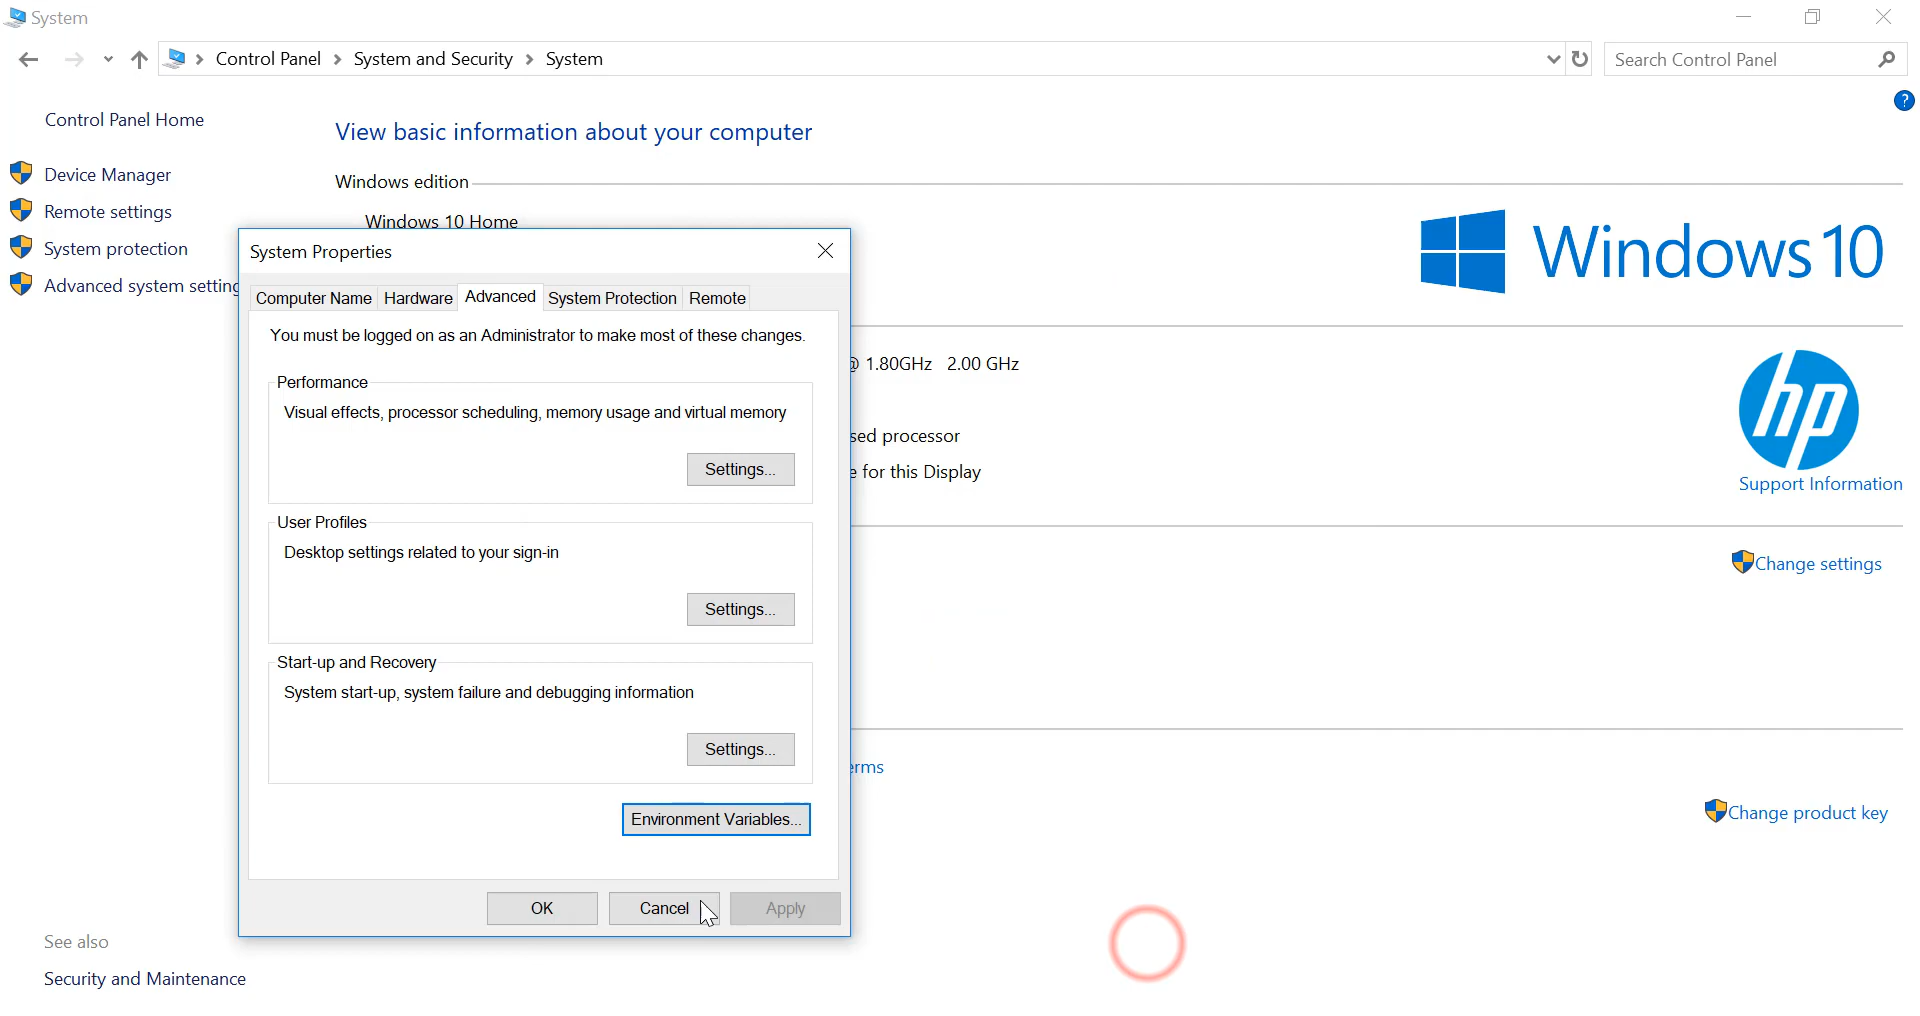 System
Control Panel > System and Security > System
Search Control Panel
?
Control Panel Home
Device Manager
Remote settings
System protection
Advanced system setting
View basic information about your computer
Windows edition
Windows 10 Home
Windows 10
System Properties
Computer Name Hardware Advanced System Protection Remote
You must be logged on as an Administrator to make most of these changes.
Performance
Visual effects, processor scheduling, memory usage and virtual memory
Settings...
User Profiles
Desktop settings related to your sign-in
Settings...
Start-up and Recovery
System start-up, system failure and debugging information
Settings...
Environment Variables...
OK Cancel Apply
@ 1.80GHz 2.00 GHz
sed processor
e for this Display
hp
Support Information
Change settings
erms
Change product key
See also
Security and Maintenance